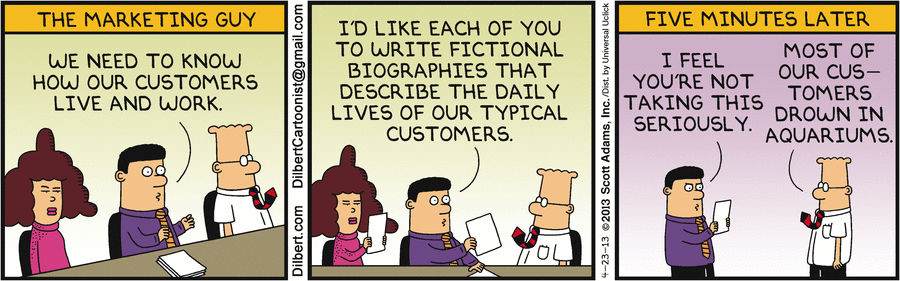 THE MARKETING GUY
WE NEED TO KNOW
HOW OUR CUSTOMERS
LIVE AND WORK.
Dilbert.com DilbertCartoonist@gmail.com
I'D LIKE EACH OF YOU
TO WRITE FICTIONAL
BIOGRAPHIES THAT
DESCRIBE THE DAILY
LIVES OF OUR TYPICAL
CUSTOMERS.
4-23-13 © 2013 Scott Adams, Inc. /Dist. by Universal Uclick
FIVE MINUTES LATER
I FEEL
YOU'RE NOT
TAKING THIS
SERIOUSLY.
MOST OF
OUR CUS-
TOMERS
DROWN IN
AQUARIUMS.